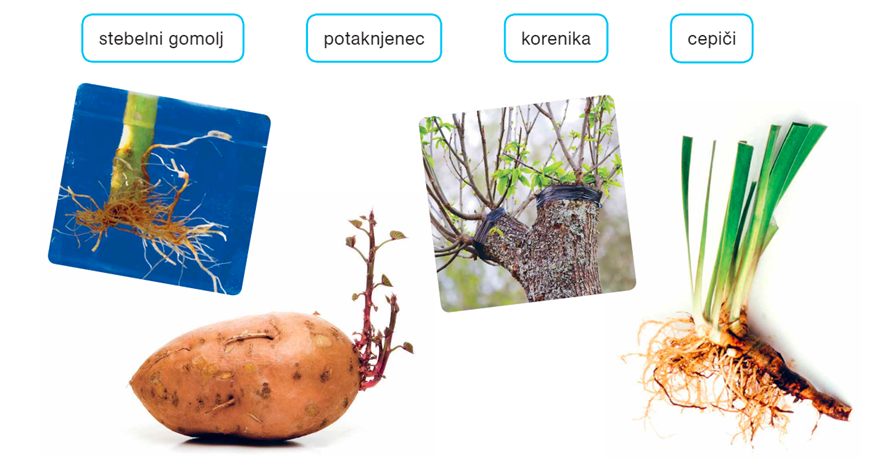 stebelni gomolj
potaknjenec
korenika
cepiči